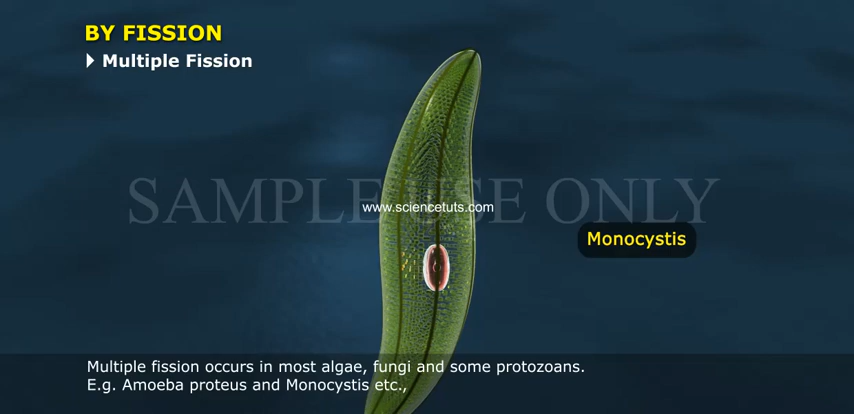 BY FISSION
Multiple Fission
SAMPLE USE ONLY
www.sciencetuts.com
Monocystis
Multiple fission occurs in most algae, fungi and some protozoans.
E.g. Amoeba proteus and Monocystis etc.,